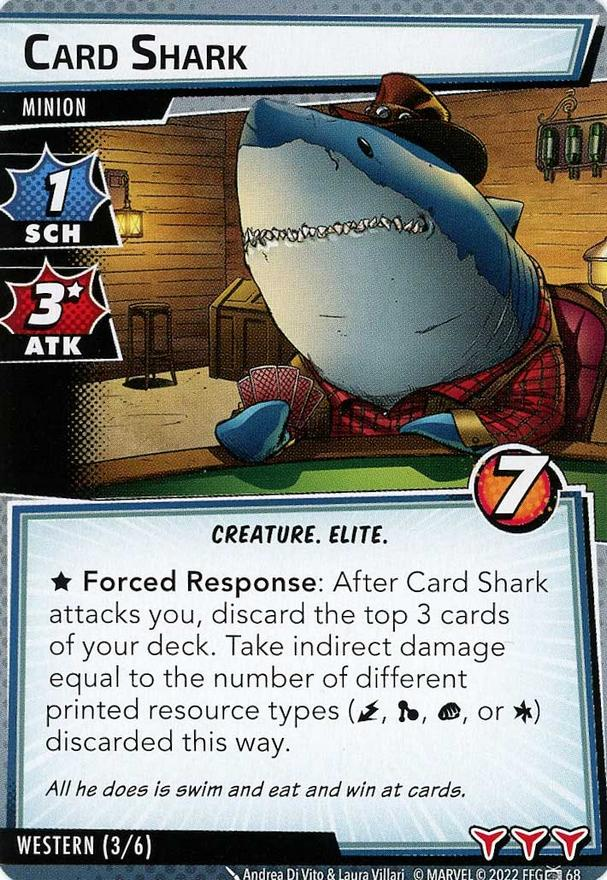 CARD SHARK
MINION
1
SCH
3
ATK
7
CREATURE. ELITE.
★ Forced Response: After Card Shark
attacks you, discard the top 3 cards
of your deck. Take indirect damage
equal to the number of different
printed resource types ( , , , or )
discarded this way.
All he does is swim and eat and win at cards.
WESTERN (3/6)
Andrea Di Vito & Laura Villari © MARVEL © 2022 FFG 68